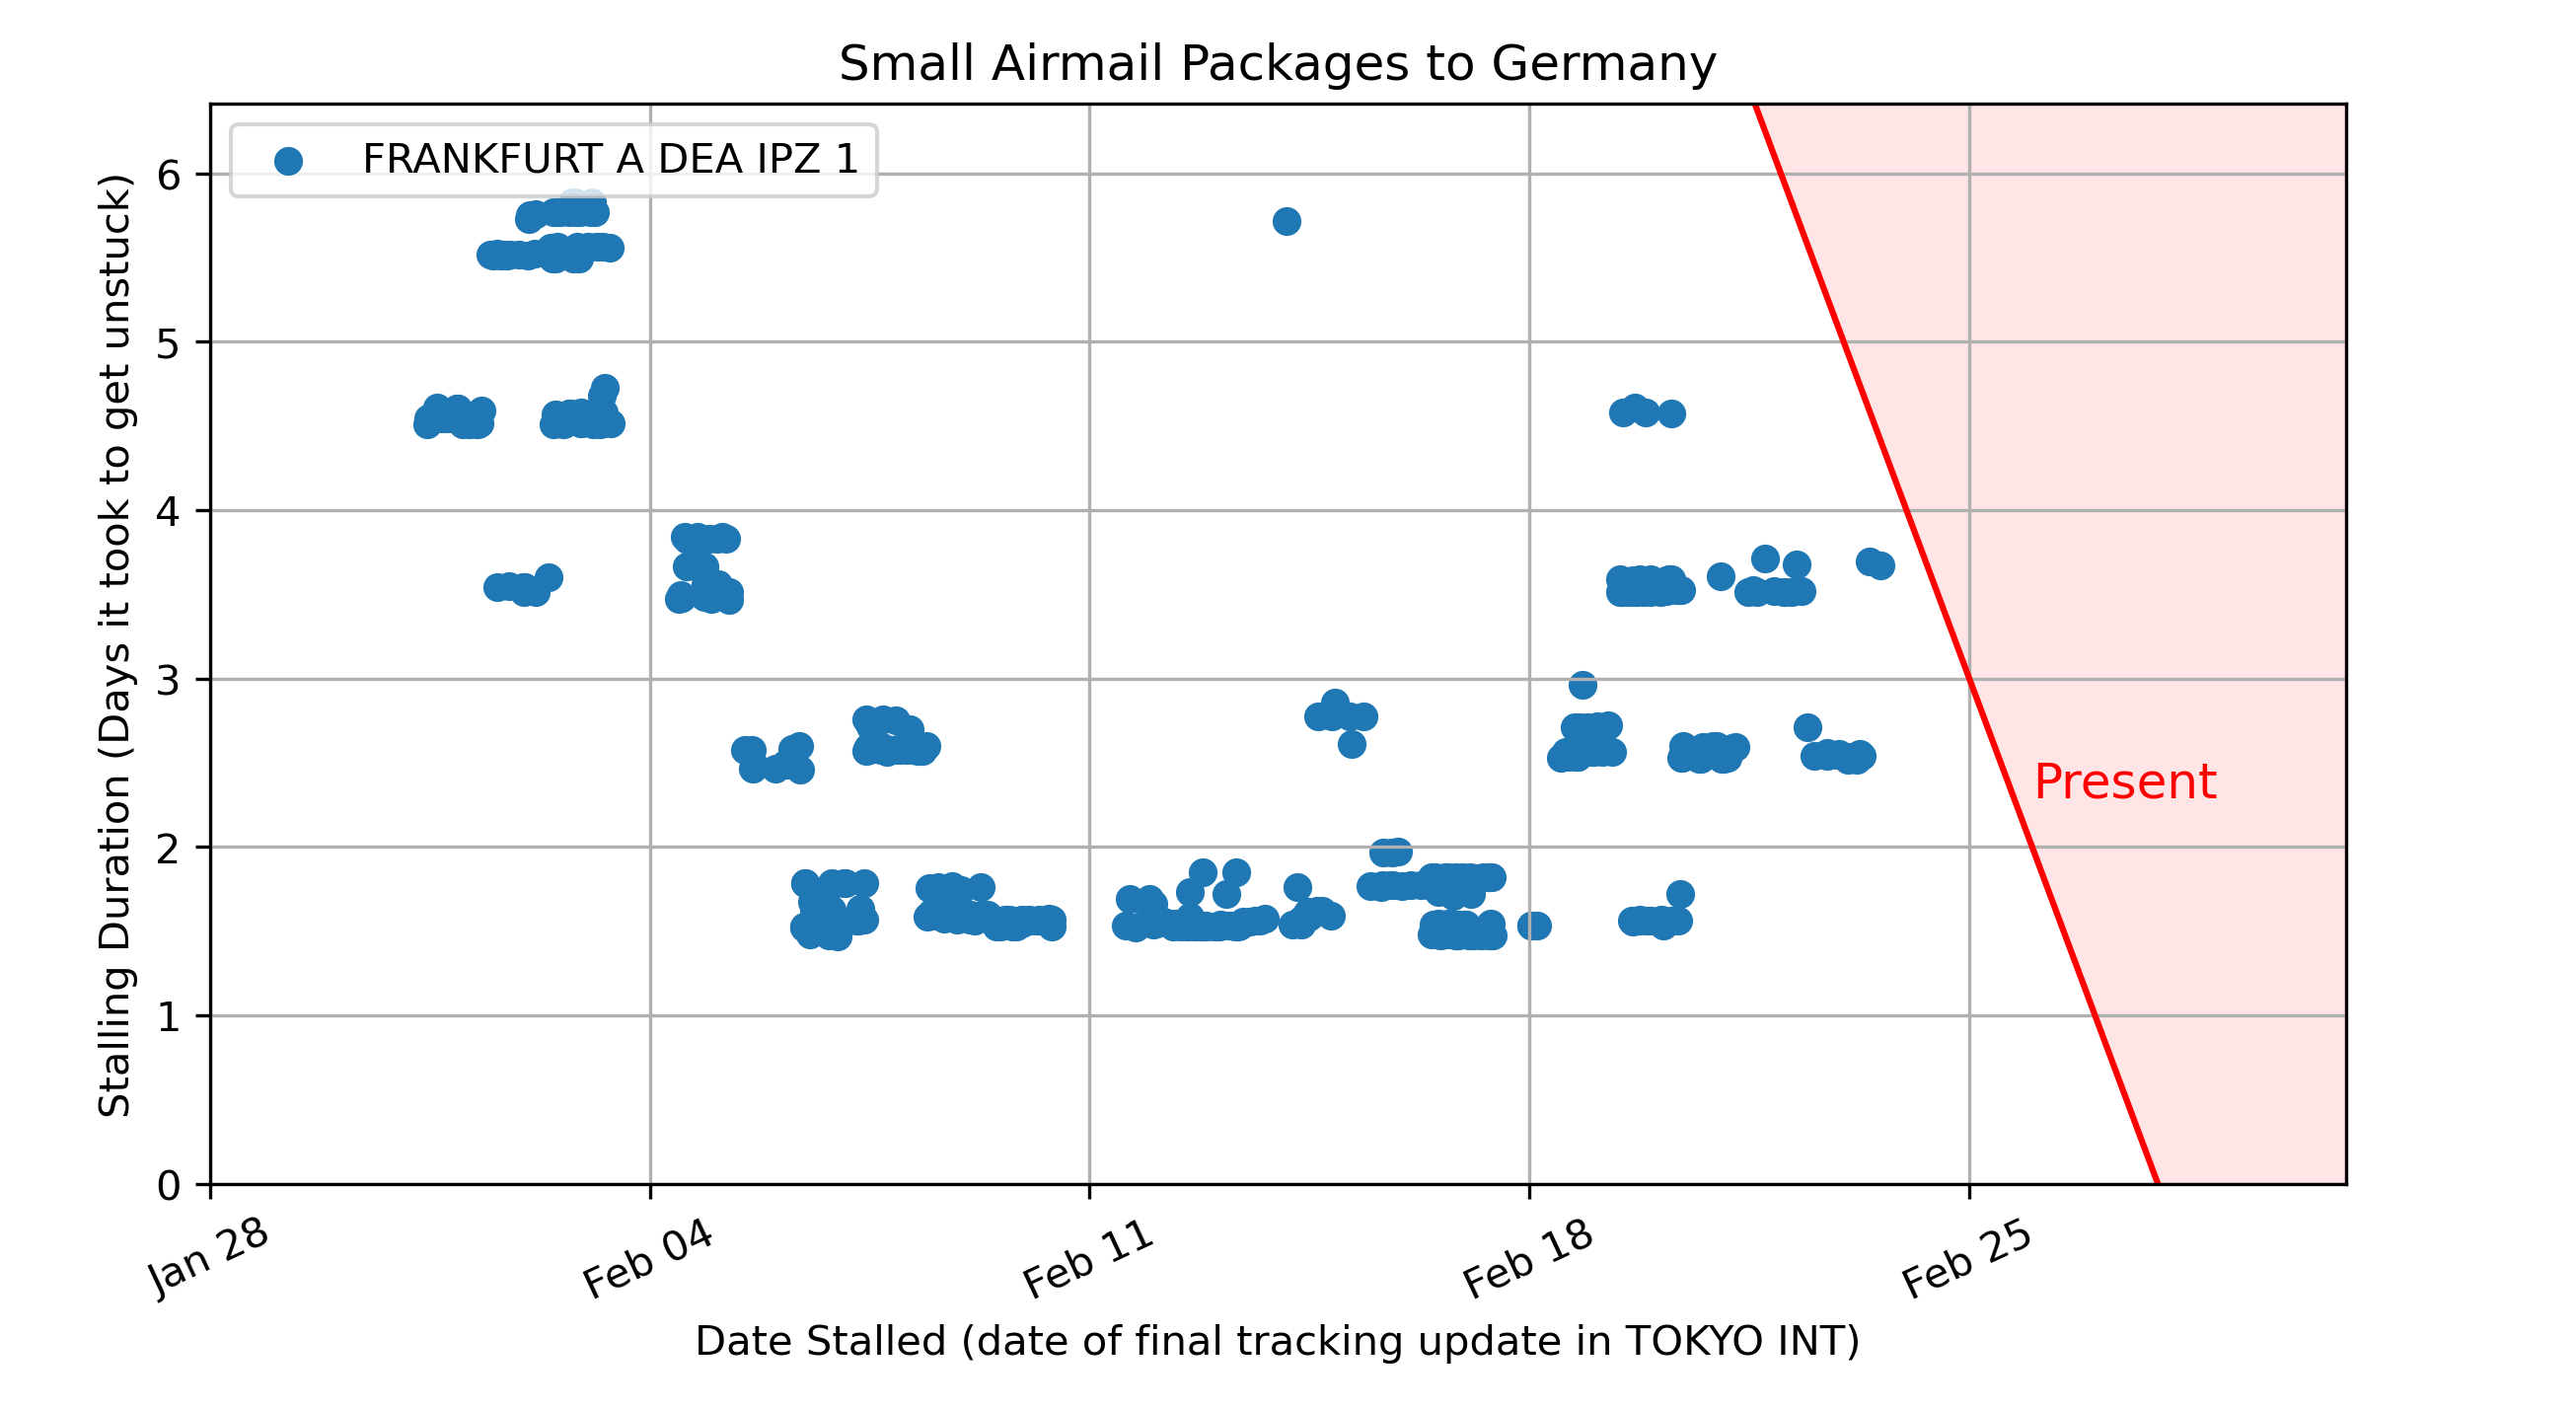 Small Airmail Packages to Germany
FRANKFURT A DEA IPZ 1
Stalling Duration (Days it took to get unstuck)
6
5
4
3
2
1
0
Present
Jan 28
Feb 04
Feb 11
Feb 18
Feb 25
Date Stalled (date of final tracking update in TOKYO INT)